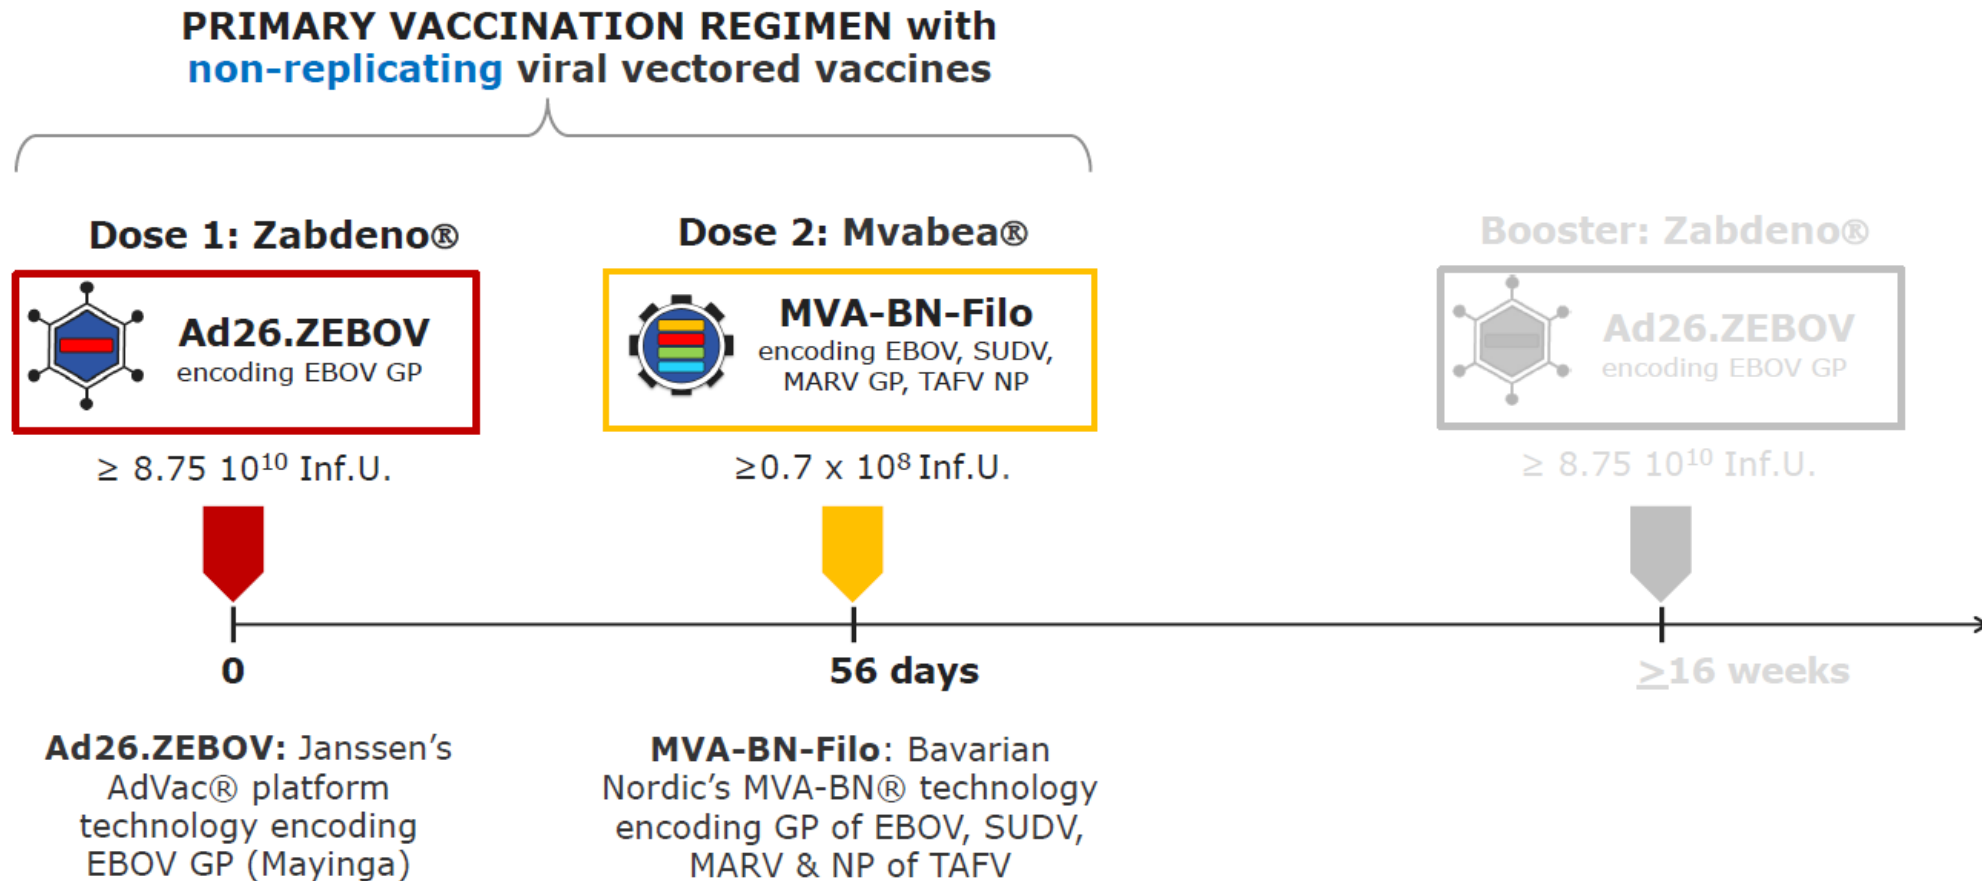 PRIMARY VACCINATION REGIMEN with
non-replicating viral vectored vaccines
Dose 1: Zabdeno®
Ad26.ZEBOV
encoding EBOV GP
≥ 8.75 10¹⁰ Inf.U.
Dose 2: Mvabea®
MVA-BN-Filo
encoding EBOV, SUDV,
MARV GP, TAFV NP
≥0.7 x 10⁸ Inf.U.
Booster: Zabdeno®
Ad26.ZEBOV
encoding EBOV GP
≥ 8.75 10¹⁰ Inf.U.
0
56 days
≥16 weeks
Ad26.ZEBOV: Janssen’s
AdVac® platform
technology encoding
EBOV GP (Mayinga)
MVA-BN-Filo: Bavarian
Nordic’s MVA-BN® technology
encoding GP of EBOV, SUDV,
MARV & NP of TAFV